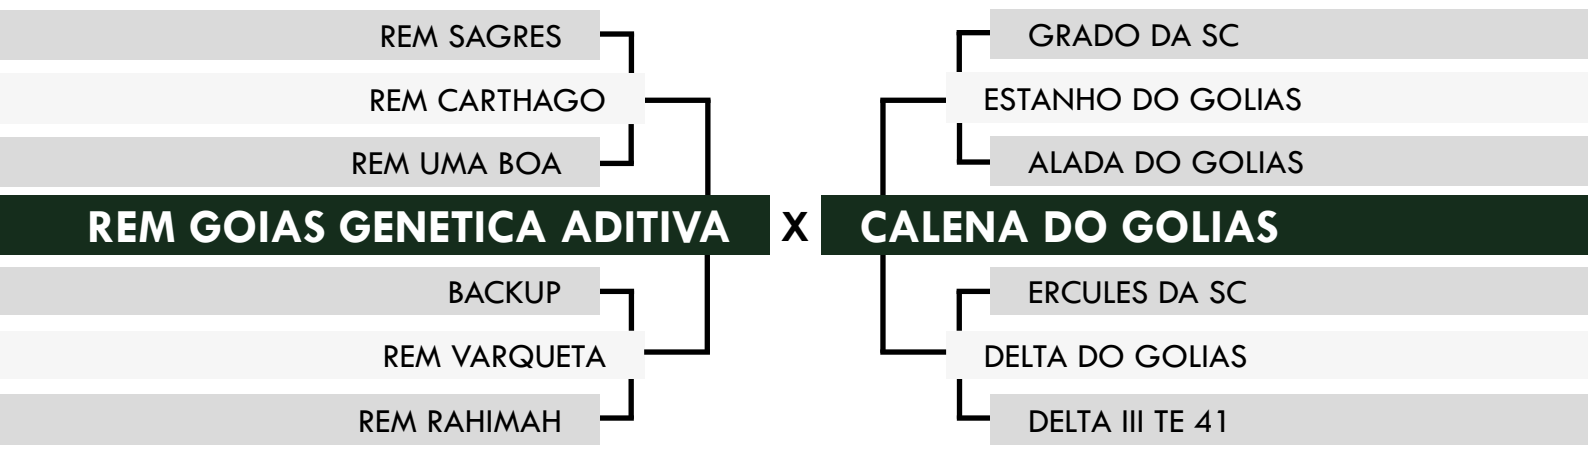 REM SAGRES
REM CARTHAGO
REM UMA BOA
REM GOIAS GENETICA ADITIVA
BACKUP
REM VARQUETA
REM RAHIMAH
X
GRADO DA SC
ESTANHO DO GOLIAS
ALADA DO GOLIAS
CALENA DO GOLIAS
ERCULES DA SC
DELTA DO GOLIAS
DELTA III TE 41